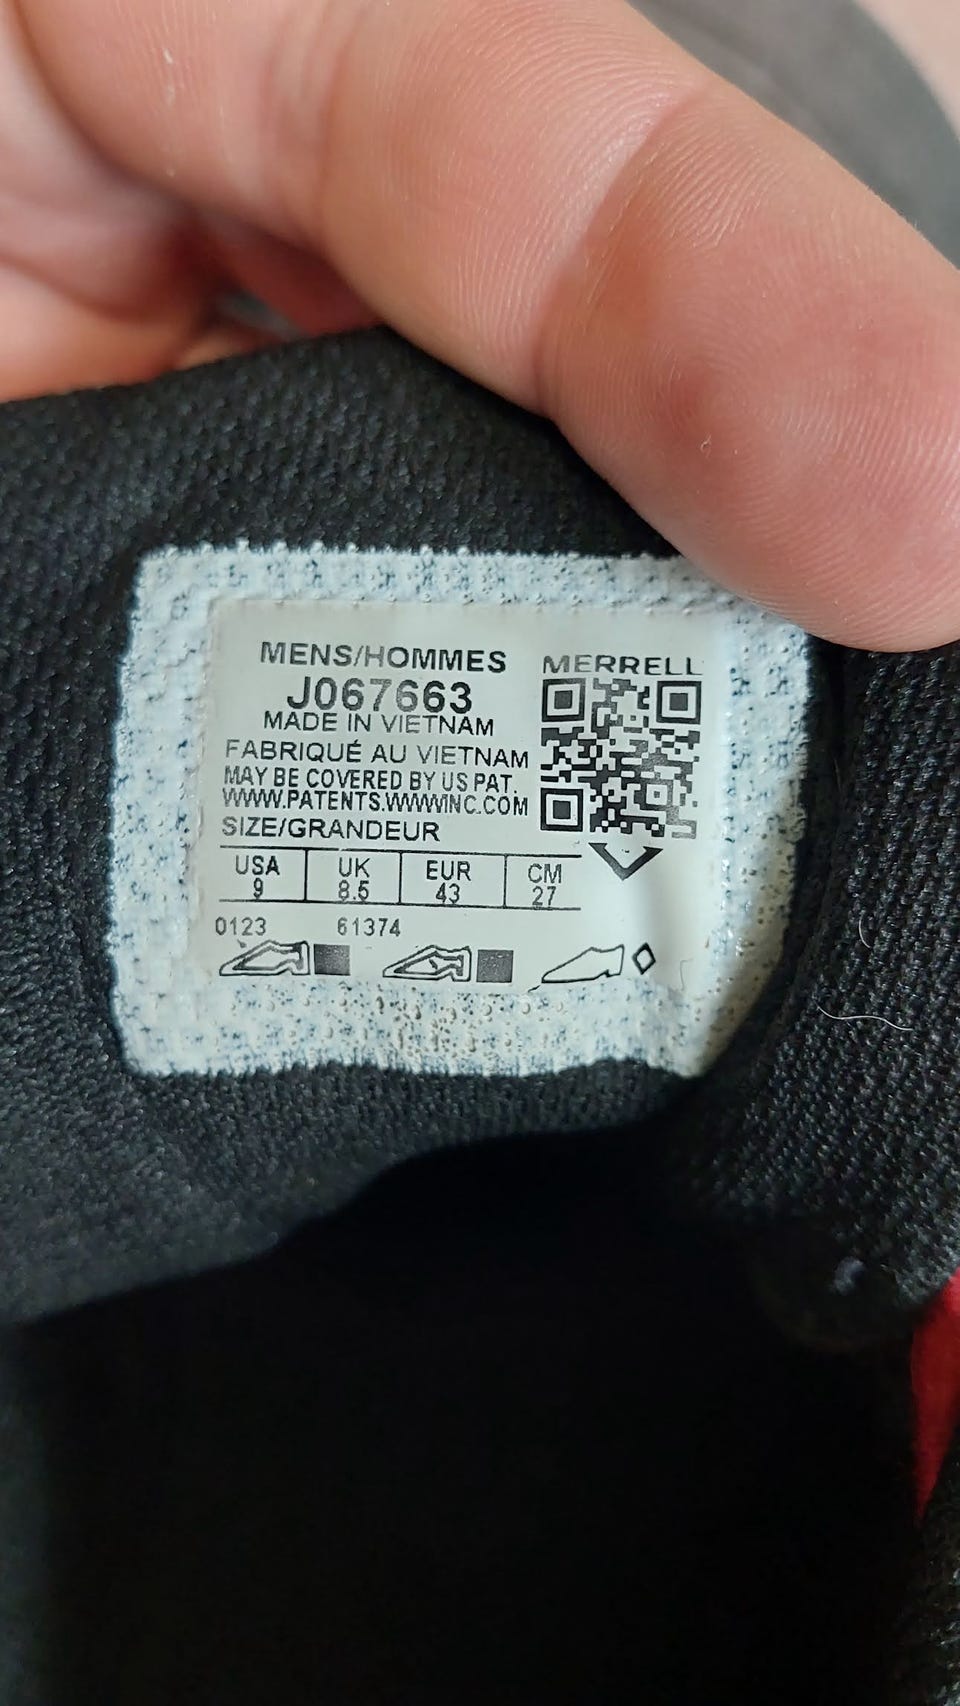 MENS/HOMMES
J067663
MADE IN VIETNAM
FABRIQUÉ AU VIETNAM
MAY BE COVERED BY US PAT.
WWW.PATENTS.WWWINC.COM
MERRELL
SIZE/GRANDEUR
USA UK EUR CM
9 8.5 43 27
0123 61374